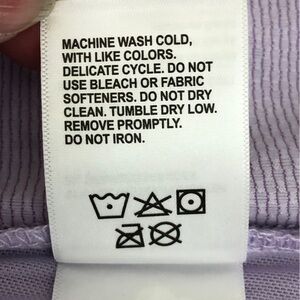 MACHINE WASH COLD,
WITH LIKE COLORS.
DELICATE CYCLE. DO NOT
USE BLEACH OR FABRIC
SOFTENERS. DO NOT DRY
CLEAN. TUMBLE DRY LOW.
REMOVE PROMPTLY.
DO NOT IRON.